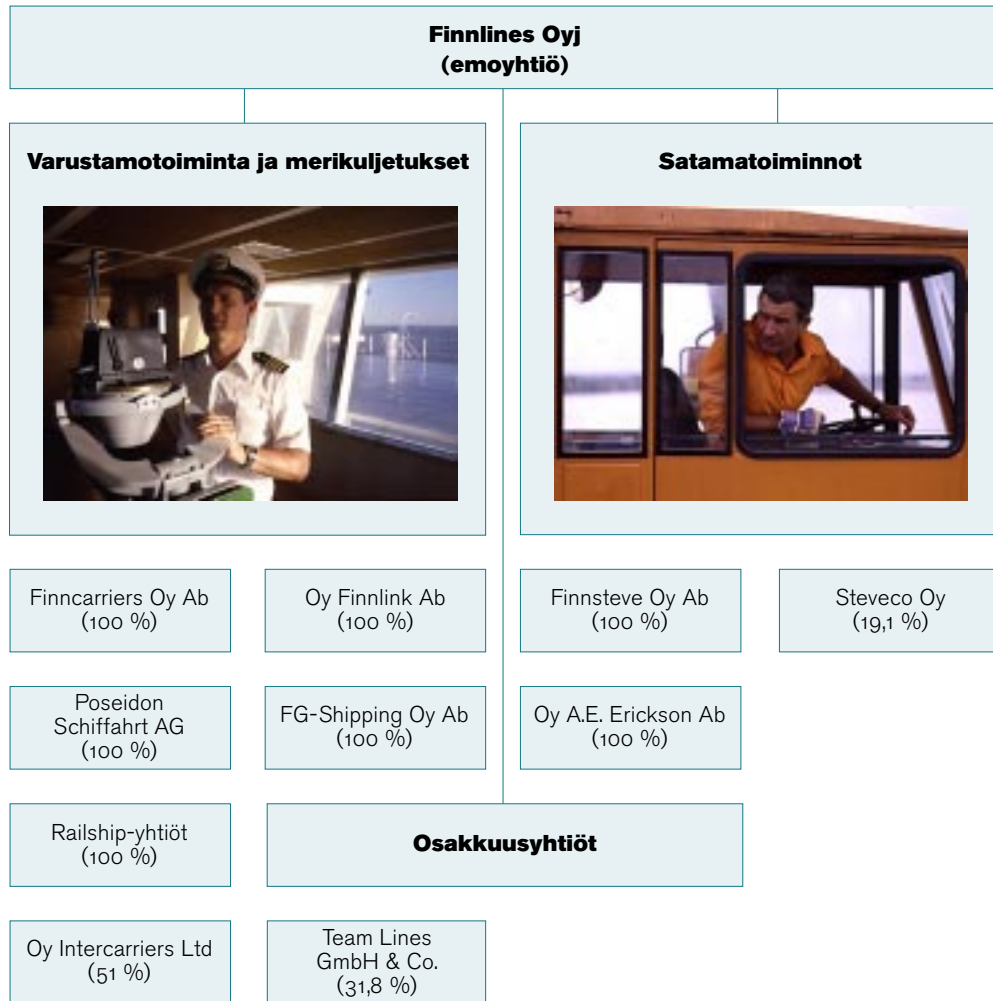 Finnlines Oyj
(emoyhtiö)
Varustamotoiminta ja merikuljetukset
Satamatoiminnot
Finncarriers Oy Ab
(100 %)
Oy Finnlink Ab
(100 %)
Finnsteve Oy Ab
(100 %)
Steveco Oy
(19,1 %)
Poseidon
Schiffahrt AG
(100 %)
FG-Shipping Oy Ab
(100 %)
Oy A.E. Erickson Ab
(100 %)
Railship-yhtiöt
(100 %)
Osakkuusyhtiöt
Oy Intercarriers Ltd
(51 %)
Team Lines
GmbH & Co.
(31,8 %)